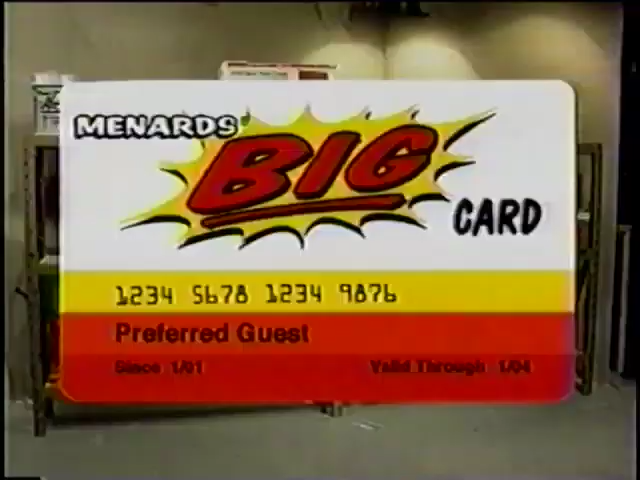 MENARDS
BIG
CARD
1234 5678 1234 9876
Preferred Guest
Since 1/01 Valid Through 1/04